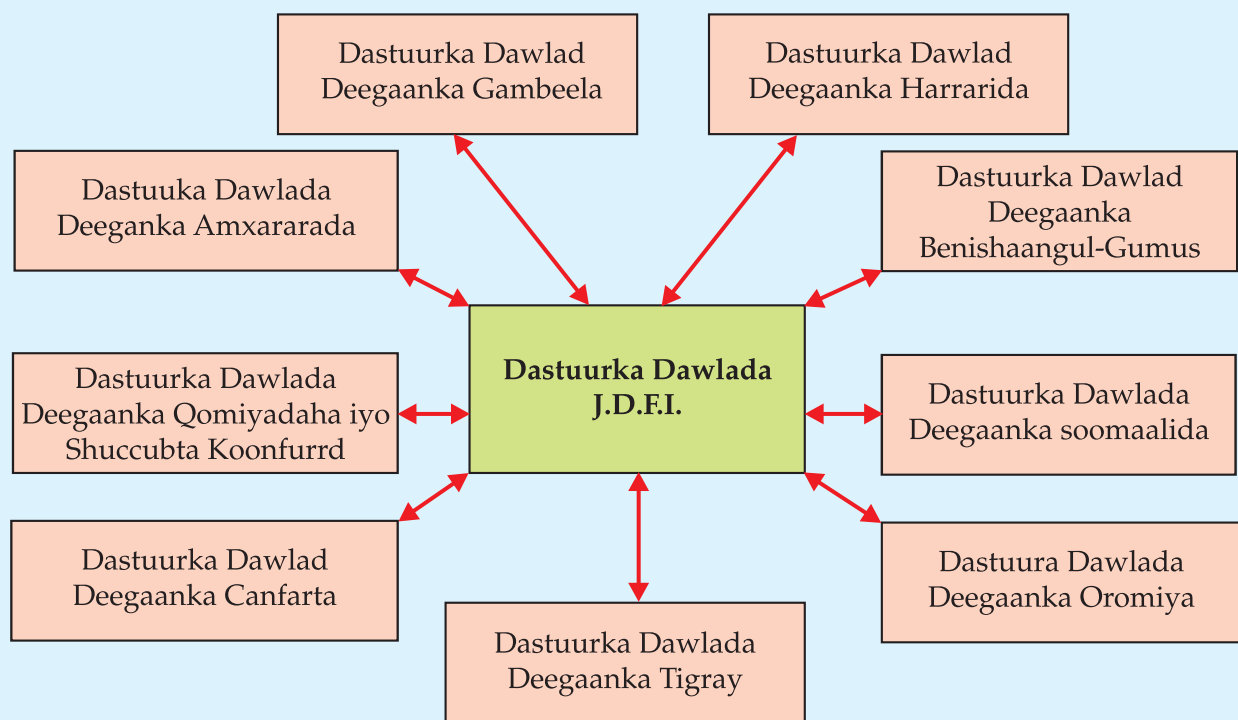 Dastuurka Dawlad
Deegaanka Gambeela
Dastuurka Dawlad
Deegaanka Harrarida
Dastuuka Dawlada
Deeganka Amxararada
Dastuurka Dawlad
Deegaanka
Benishaangul-Gumus
Dastuurka Dawlada
J.D.F.I.
Dastuurka Dawlada
Deegaanka Qomiyadaha iyo
Shuccubta Koonfurrd
Dastuurka Dawlada
Deegaanka soomaalida
Dastuurka Dawlad
Deegaanka Canfarta
Dastuura Dawlada
Deegaanka Oromiya
Dastuurka Dawlada
Deegaanka Tigray